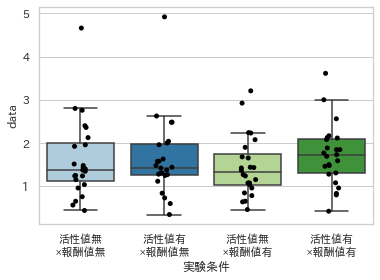 5
4
3
2
1
data
活性値無 活性値有 活性値無 活性値有
×報酬値無 ×報酬値無 ×報酬値有 ×報酬値有
実験条件